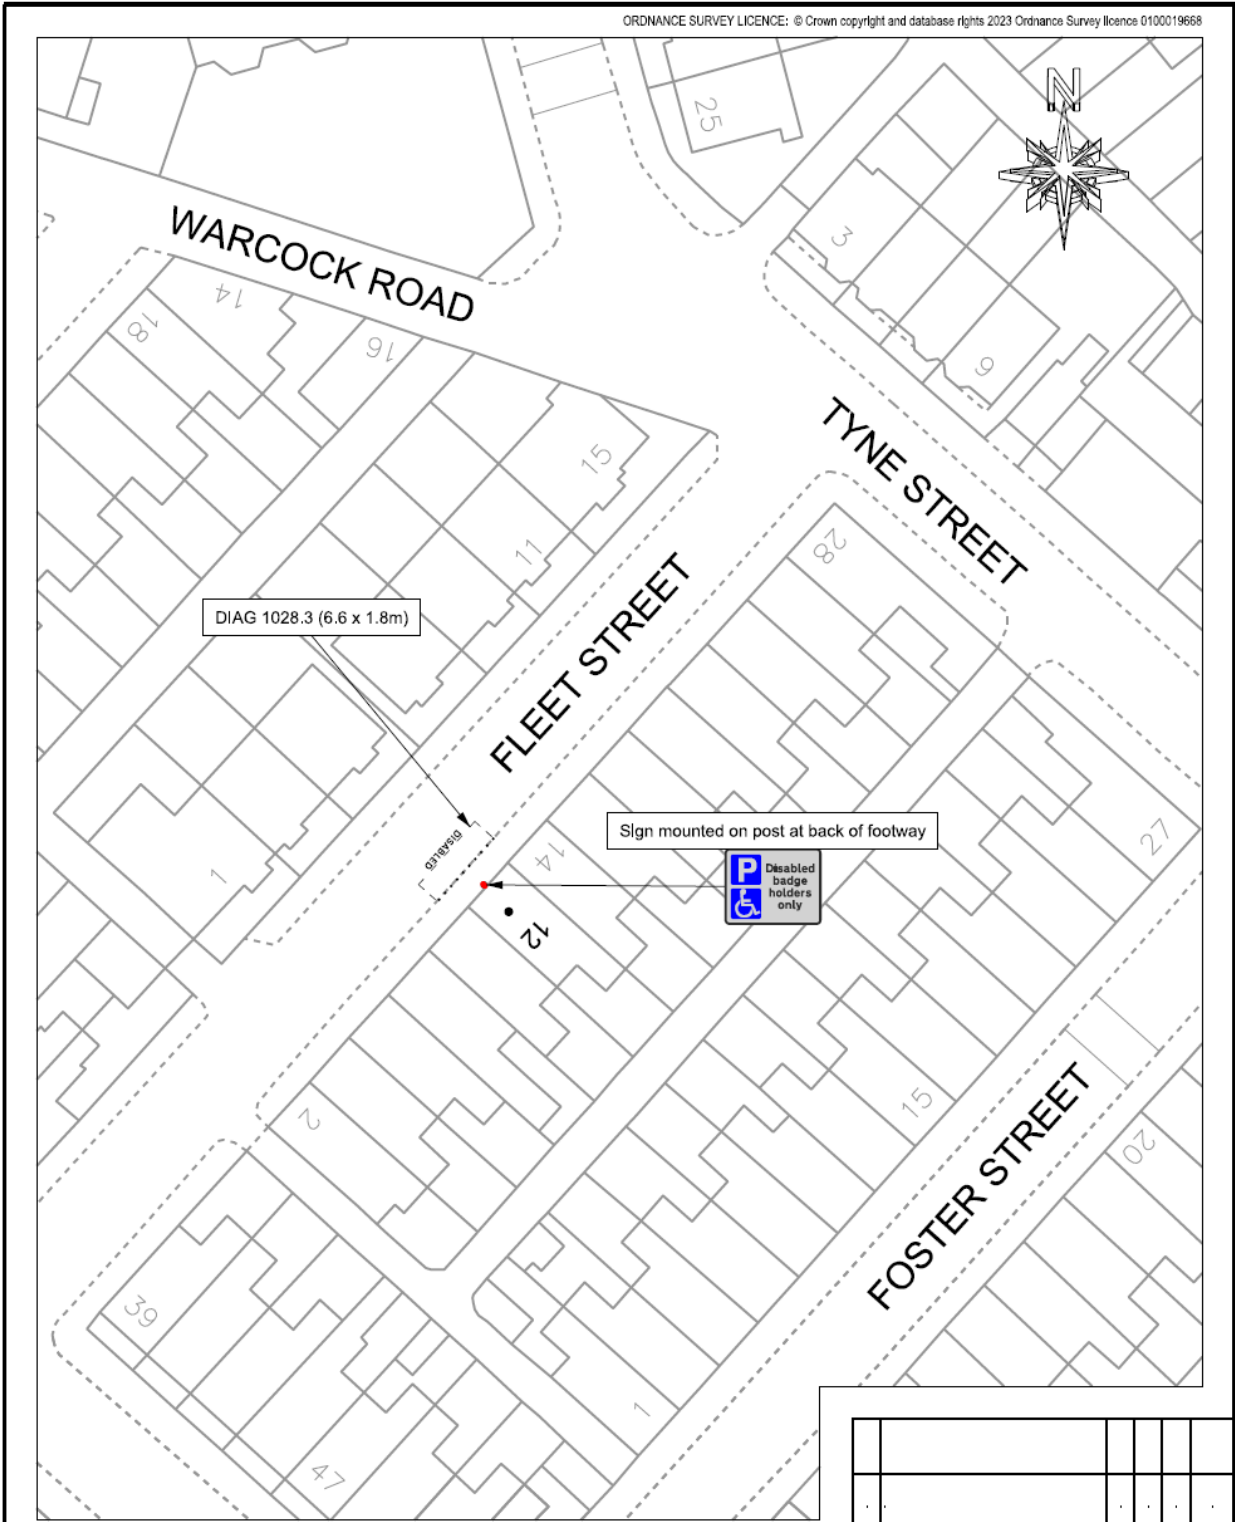 ORDNANCE SURVEY LICENCE: © Crown copyright and database rights 2023 Ordnance Survey licence 0100019668
N
25
WARCOCK ROAD
3
14
18
16
9
TYNE STREET
15
11
28
DIAG 1028.3 (6.6 x 1.8m)
FLEET STREET
DISABLED
Sign mounted on post at back of footway
27
14
P Disabled
badge
holders
only
1
12
2
15
FOSTER STREET
20
39
1
47